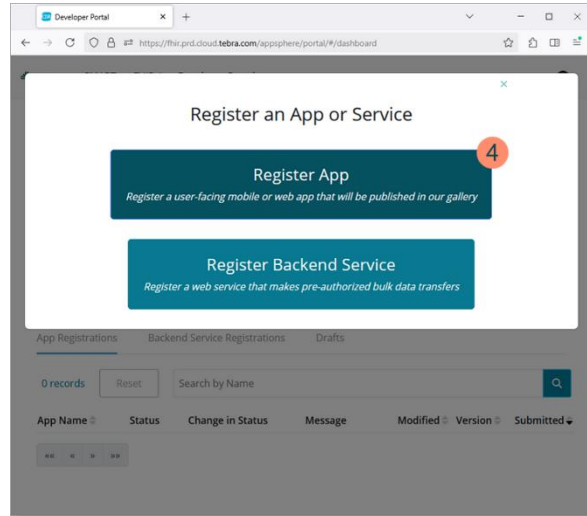 Developer Portal
https://fhir.prd.cloud.tebra.com/appsphere/portal/#/dashboard
Register an App or Service
4
Register App
Register a user-facing mobile or web app that will be published in our gallery
Register Backend Service
Register a web service that makes pre-authorized bulk data transfers
App Registrations Backend Service Registrations Drafts
0 records Reset Search by Name
App Name Status Change in Status Message Modified Version Submitted